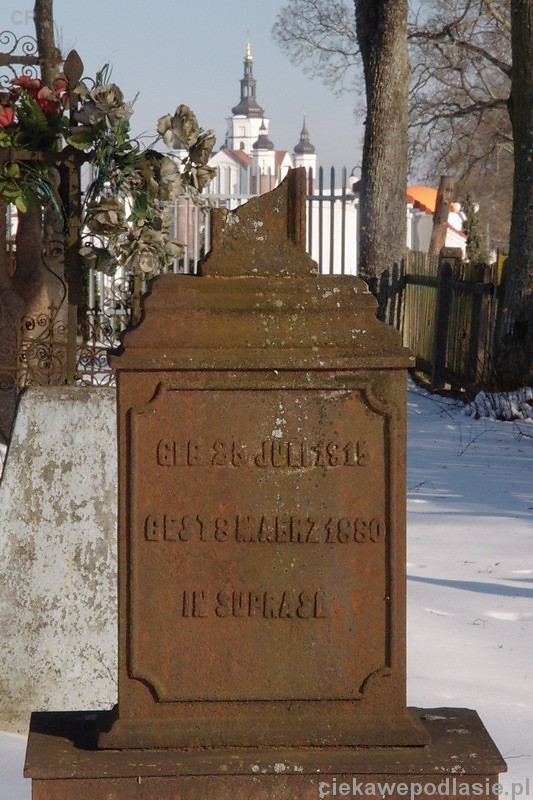 GEB 25 JULI 1815
GEST 8 MAERZ 1880
IN SUPRASL
ciekawepodlasie.pl